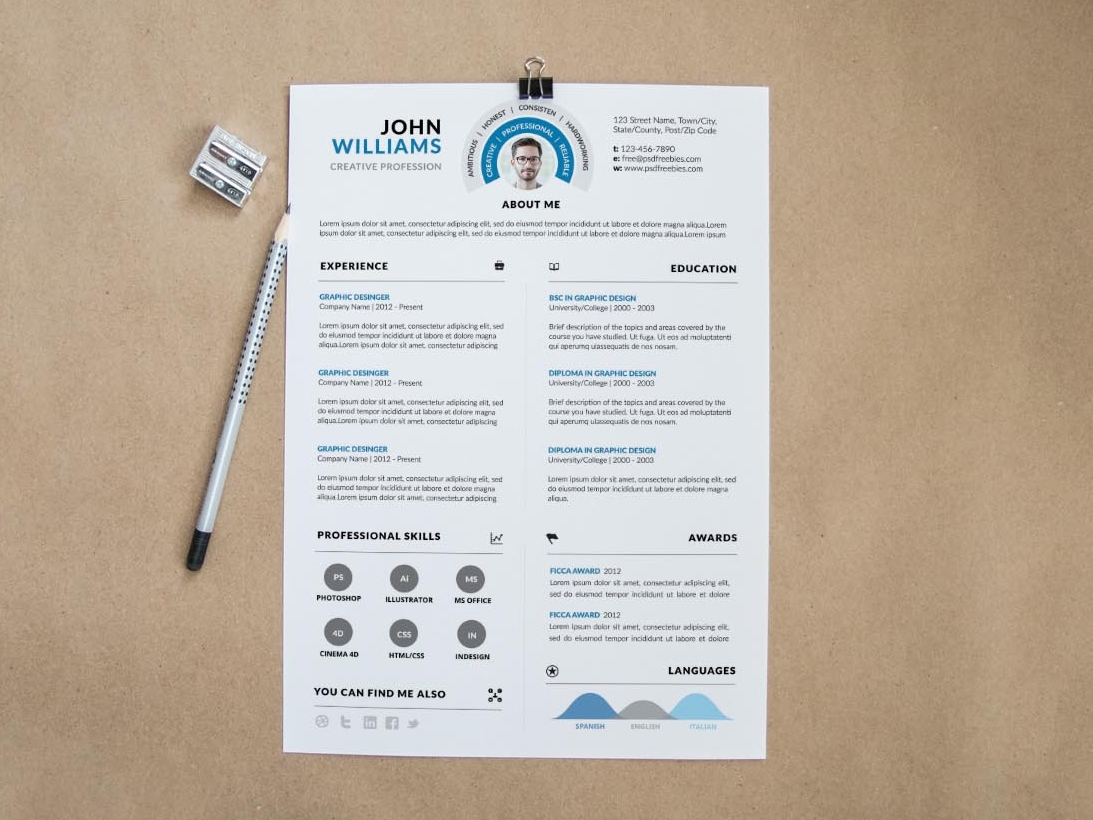 JOHN
WILLIAMS
CREATIVE PROFESSION
AMBITIOUS | HONEST | CONSISTEN | HARDWORKING
CREATIVE | PROFESSIONAL | RELIABLE
123 Street Name, Town/City,
State/County, Post/Zip Code
t: 123-456-7890
e: free@psdfreebies.com
w: www.psdfreebies.com
ABOUT ME
Lorem ipsum dolor sit amet, consectetur adipiscing elit, sed do eiusmod tempor incididunt ut labore et dolore magna aliqua.Lorem
ipsum dolor sit amet, consectetur adipiscing elit, sed do eiusmod tempor incididunt ut labore et dolore magna aliqua.Lorem ipsum
EXPERIENCE
GRAPHIC DESINGER
Company Name | 2012 - Present
Lorem ipsum dolor sit amet, consectetur adipiscing elit, sed
do eiusmod tempor incididunt ut labore et dolore magna
aliqua.Lorem ipsum dolor sit amet, consectetur adipiscing
GRAPHIC DESINGER
Company Name | 2012 - Present
Lorem ipsum dolor sit amet, consectetur adipiscing elit, sed
do eiusmod tempor incididunt ut labore et dolore magna
aliqua.Lorem ipsum dolor sit amet, consectetur adipiscing
GRAPHIC DESINGER
Company Name | 2012 - Present
Lorem ipsum dolor sit amet, consectetur adipiscing elit, sed
do eiusmod tempor incididunt ut labore et dolore magna
aliqua.Lorem ipsum dolor sit amet, consectetur adipiscing
EDUCATION
BSC IN GRAPHIC DESIGN
University/College | 2000 - 2003
Brief description of the topics and areas covered by the
course you have studied. Ut fuga. Ut eos ad moluptatenti
qui aperumq uiassequatis de nos nosam.
DIPLOMA IN GRAPHIC DESIGN
University/College | 2000 - 2003
Brief description of the topics and areas covered by the
course you have studied. Ut fuga. Ut eos ad moluptatenti
qui aperumq uiassequatis de nos nosam.
DIPLOMA IN GRAPHIC DESIGN
University/College | 2000 - 2003
Lorem ipsum dolor sit amet, consectetur adipiscing elit, sed
do eiusmod tempor incididunt ut labore et dolore magna
aliqua.
PROFESSIONAL SKILLS
PS AI MS
PHOTOSHOP ILLUSTRATOR MS OFFICE
4D CSS IN
CINEMA 4D HTML/CSS INDESIGN
YOU CAN FIND ME ALSO
AWARDS
FICCA AWARD 2012
Lorem ipsum dolor sit amet, consectetur adipiscing elit,
sed do eiusmod tempor incididunt ut labore et dolore
FICCA AWARD 2012
Lorem ipsum dolor sit amet, consectetur adipiscing elit,
sed do eiusmod tempor incididunt ut labore et dolore
LANGUAGES
SPANISH ENGLISH ITALIAN